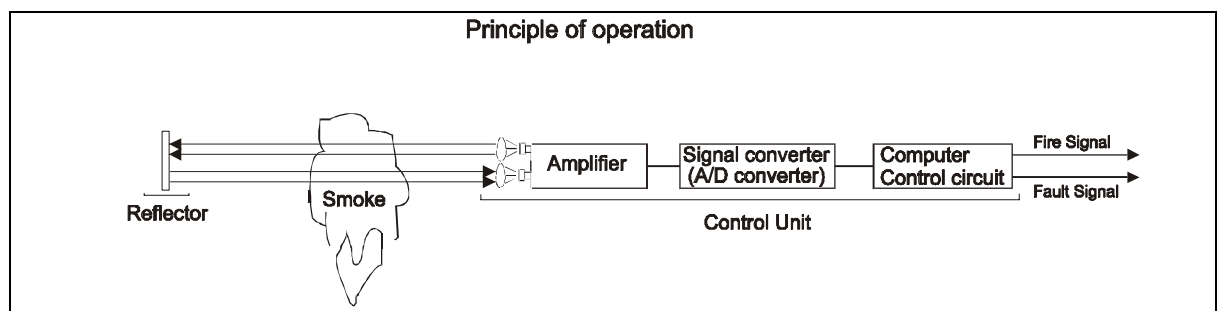 Principle of operation
Reflector
Smoke
Amplifier
Signal converter
(A/D converter)
Computer
Control circuit
Fire Signal
Fault Signal
Control Unit